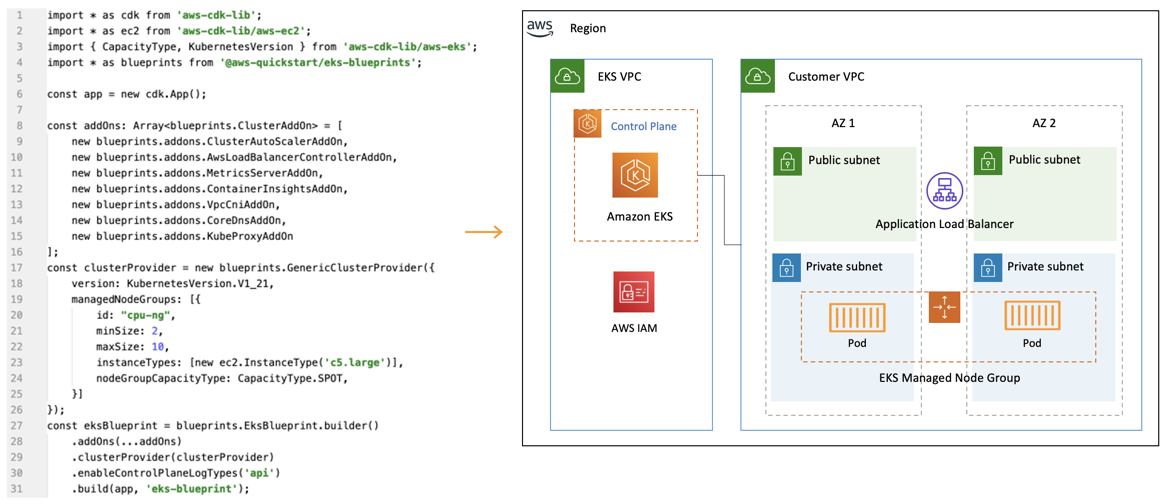 1 import * as cdk from 'aws-cdk-lib';
2 import * as ec2 from 'aws-cdk-lib/aws-ec2';
3 import { CapacityType, KubernetesVersion } from 'aws-cdk-lib/aws-eks';
4 import * as blueprints from '@aws-quickstart/eks-blueprints';
5
6 const app = new cdk.App();
7
8 const addOns: Array<blueprints.ClusterAddOn> = [
9     new blueprints.addons.ClusterAutoScalerAddOn,
10     new blueprints.addons.AwsLoadBalancerControllerAddOn,
11     new blueprints.addons.MetricsServerAddOn,
12     new blueprints.addons.ContainerInsightsAddOn,
13     new blueprints.addons.VpcCniAddOn,
14     new blueprints.addons.CoreDnsAddOn,
15     new blueprints.addons.KubeProxyAddOn
16 ];
17 const clusterProvider = new blueprints.GenericClusterProvider({
18     version: KubernetesVersion.V1_21,
19     managedNodeGroups: [{
20         id: "cpu-ng",
21         minSize: 2,
22         maxSize: 10,
23         instanceTypes: [new ec2.InstanceType('c5.large')],
24         nodeGroupCapacityType: CapacityType.SPOT,
25     }]
26 });
27 const eksBlueprint = blueprints.EksBlueprint.builder()
28     .addOns(...addOns)
29     .clusterProvider(clusterProvider)
30     .enableControlPlaneLogTypes('api')
31     .build(app, 'eks-blueprint');
aws
Region
EKS VPC
Control Plane
Amazon EKS
AWS IAM
Customer VPC
AZ 1
AZ 2
Public subnet
Public subnet
Application Load Balancer
Private subnet
Private subnet
Pod
Pod
EKS Managed Node Group